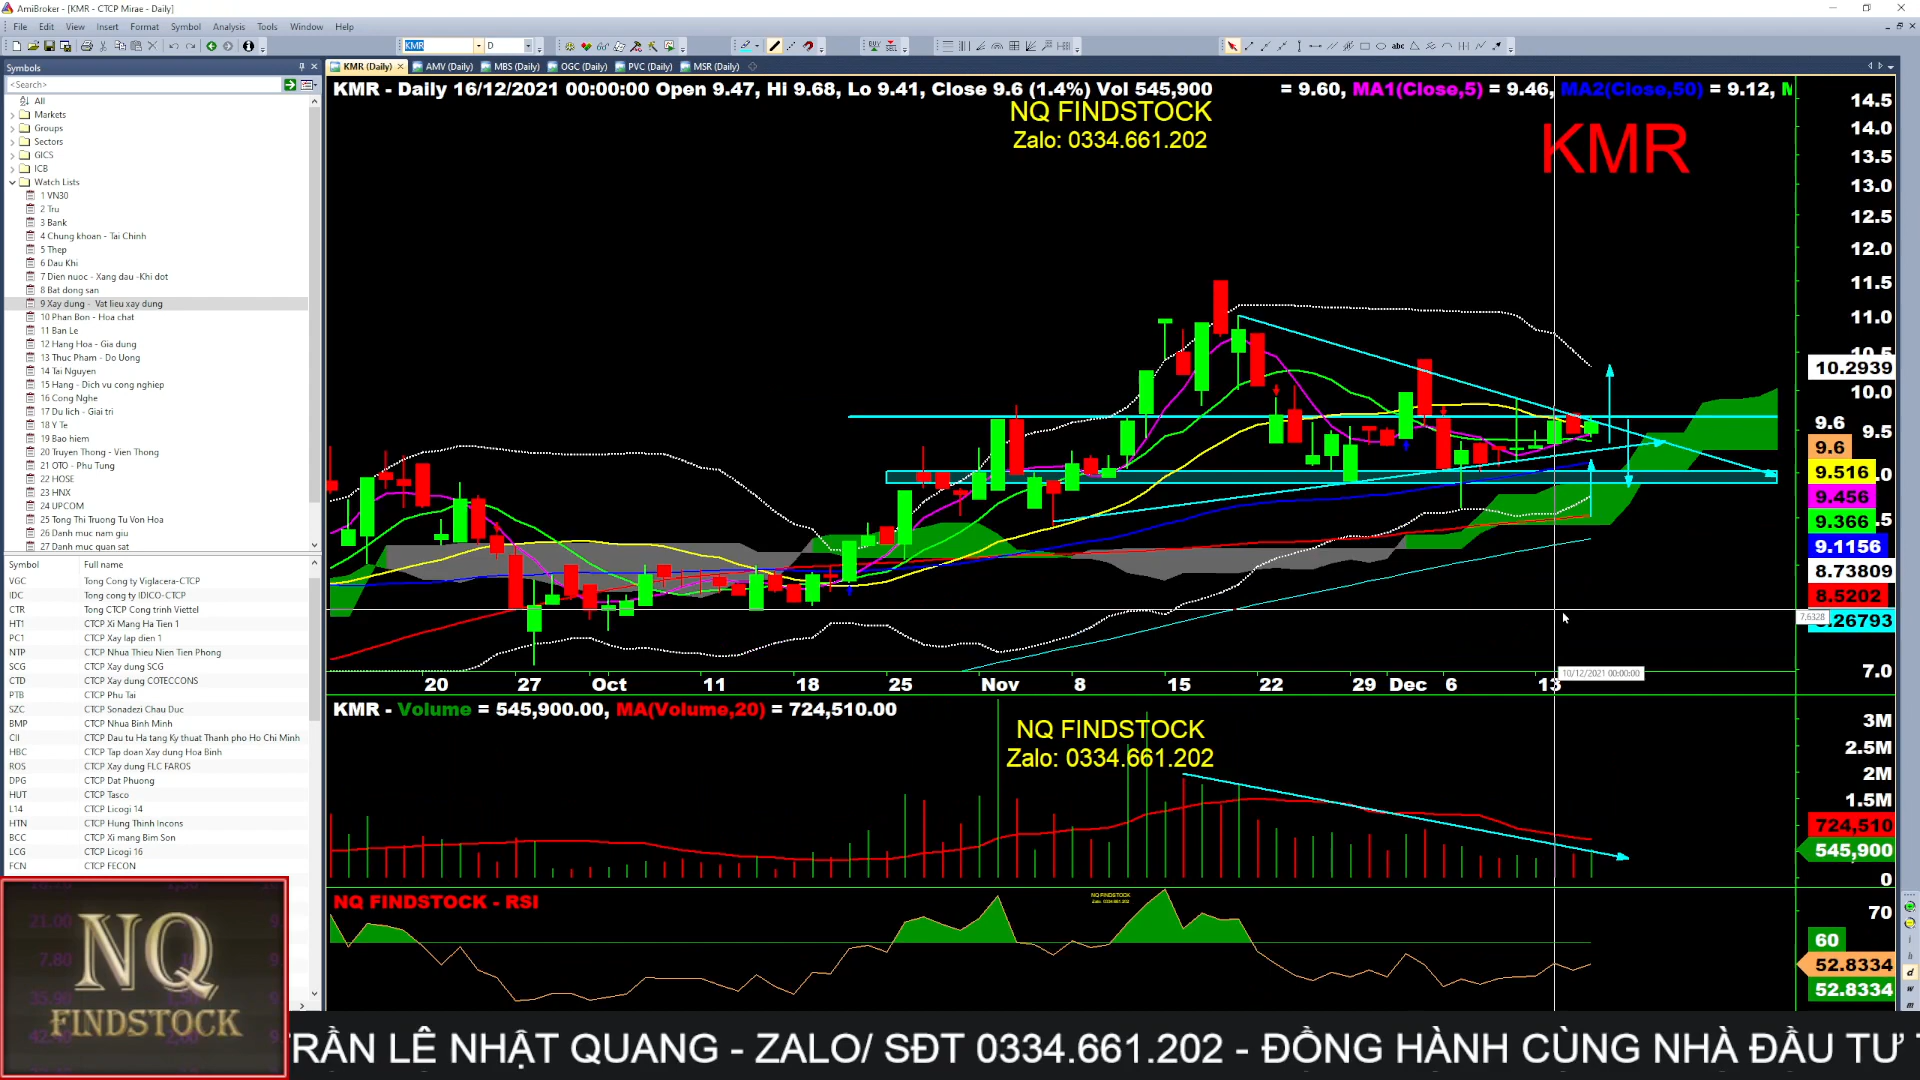 AmiBroker - [KMR - CTCP Mirae - Daily]
File Edit View Insert Format Symbol Analysis Tools Window Help
KMR D
Symbols
KMR (Daily) AMV (Daily) MBS (Daily) OGC (Daily) PVC (Daily) MSR (Daily)
<Search>
All
Markets
Groups
Sectors
GICS
ICB
Watch Lists
1 VN30
2 Tru
3 Bank
4 Chung khoan - Tai Chinh
5 Thep
6 Dau Khi
7 Dien nuoc - Xang dau -Khi dot
8 Bat dong san
9 Xay dung - Vat lieu xay dung
10 Phan Bon - Hoa chat
11 Ban Le
12 Hang Hoa - Gia dung
13 Thuc Pham - Do Uong
14 Tai Nguyen
15 Hang - Dich vu cong nghiep
16 Cong Nghe
17 Du lich - Giai tri
18 Y Te
19 Bao hiem
20 Truyen Thong - Vien Thong
21 OTO - Phu Tung
22 HOSE
23 HNX
24 UPCOM
25 Tong Thi Truong Tu Von Hoa
26 Danh muc nam giu
27 Danh muc quan sat
Symbol Full name
VGC Tong Cong ty Viglacera-CTCP
IDC Tong cong ty IDICO-CTCP
CTR Tong CTCP Cong trinh Viettel
HT1 CTCP Xi Mang Ha Tien 1
PC1 CTCP Xay lap dien 1
NTP CTCP Nhua Thieu Nien Tien Phong
SCG CTCP Xay dung SCG
CTD CTCP Xay dung COTECCONS
PTB CTCP Phu Tai
SZC CTCP Sonadezi Chau Duc
BMP CTCP Nhua Binh Minh
CII CTCP Dau tu Ha tang Ky thuat Thanh pho Ho Chi Minh
HBC CTCP Tap doan Xay dung Hoa Binh
ROS CTCP Xay dung FLC FAROS
DPG CTCP Dat Phuong
HUT CTCP Tasco
L14 CTCP Licogi 14
HTN CTCP Hung Thinh Incons
BCC CTCP Xi mang Bim Son
LCG CTCP Licogi 16
FCN CTCP FECON
KMR - Daily 16/12/2021 00:00:00 Open 9.47, Hi 9.68, Lo 9.41, Close 9.6 (1.4%) Vol 545,900 = 9.60, MA1(Close,5) = 9.46, MA2(Close,50) = 9.12,
NQ FINDSTOCK
Zalo: 0334.661.202
KMR
14.5
14.0
13.5
13.0
12.5
12.0
11.5
11.0
10.2939
10.0
9.6
9.5
9.6
9.516
9.456
9.366
9.1156
8.73809
8.5202
7.6328
7.0
20 27 Oct 11 18 25 Nov 8 15 22 29 Dec 6 13
10/12/2021 00:00:00
KMR - Volume = 545,900.00, MA(Volume,20) = 724,510.00
NQ FINDSTOCK
Zalo: 0334.661.202
3M
2.5M
2M
1.5M
724,510
545,900
0
NQ FINDSTOCK - RSI
70
60
52.8334
52.8334
NQ
FINDSTOCK
TRẦN LÊ NHẬT QUANG - ZALO/ SĐT 0334.661.202 - ĐỒNG HÀNH CÙNG NHÀ ĐẦU TƯ